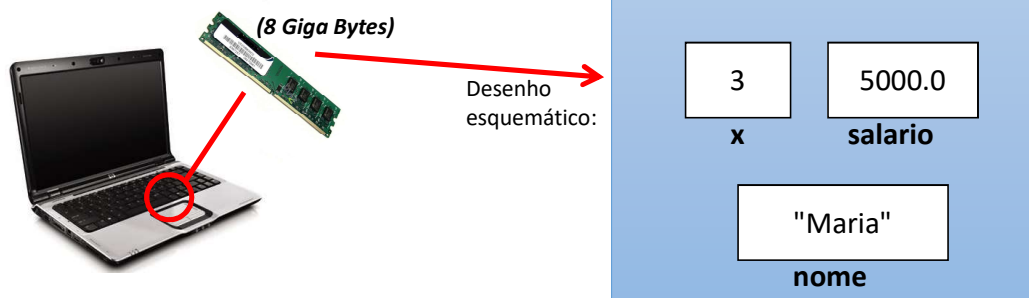 (8 Giga Bytes)
Desenho
esquemático:
3
5000.0
x
salario
"Maria"
nome